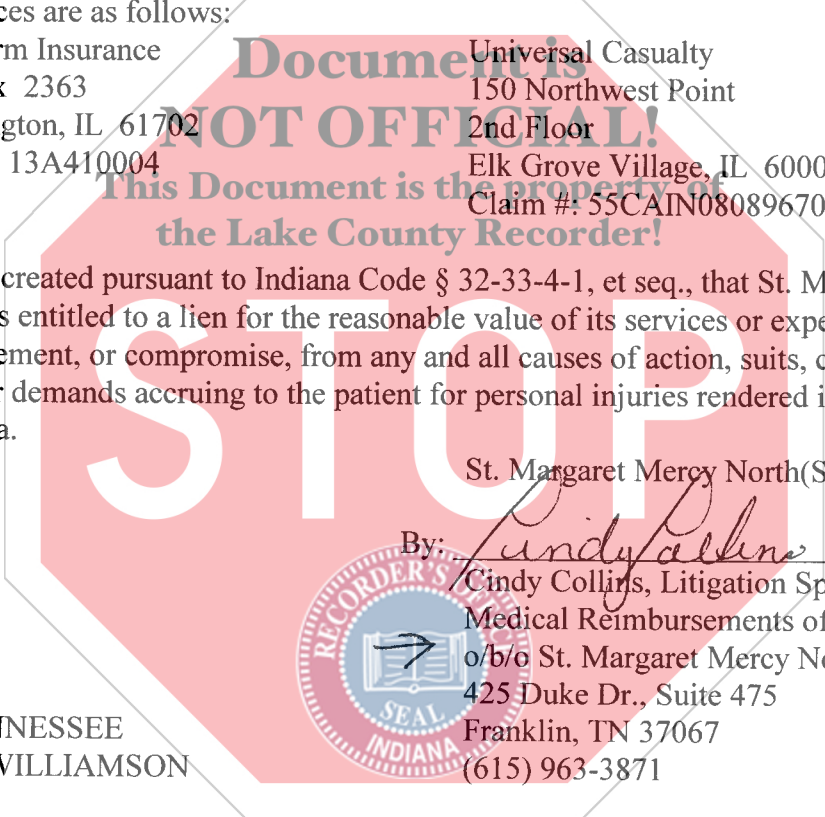 ces are as follows:
rm Insurance
x 2363
gton, IL 61702
13A410004
Universal Casualty
150 Northwest Point
2nd Floor
Elk Grove Village, IL 6000
Claim #: 55CAIN08089670
Document is
NOT OFFICIAL!
This Document is the property of
the Lake County Recorder!
created pursuant to Indiana Code § 32-33-4-1, et seq., that St. M
s entitled to a lien for the reasonable value of its services or expe
ement, or compromise, from any and all causes of action, suits, c
r demands accruing to the patient for personal injuries rendered i
a.
STOP
St. Margaret Mercy North(S
By: Cindy Collins
Cindy Collins, Litigation Sp
Medical Reimbursements of
o/b/o St. Margaret Mercy No
425 Duke Dr., Suite 475
Franklin, TN 37067
(615) 963-3871
RECORDER'S OFFICE
SEAL
INDIANA
NNESSEE
WILLIAMSON